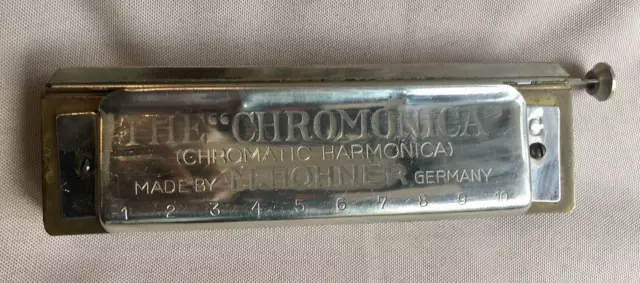 THE "CHROMONICA" C
(CHROMATIC HARMONICA)
MADE BY M. HOHNER GERMANY
1 2 3 4 5 6 7 8 9 10